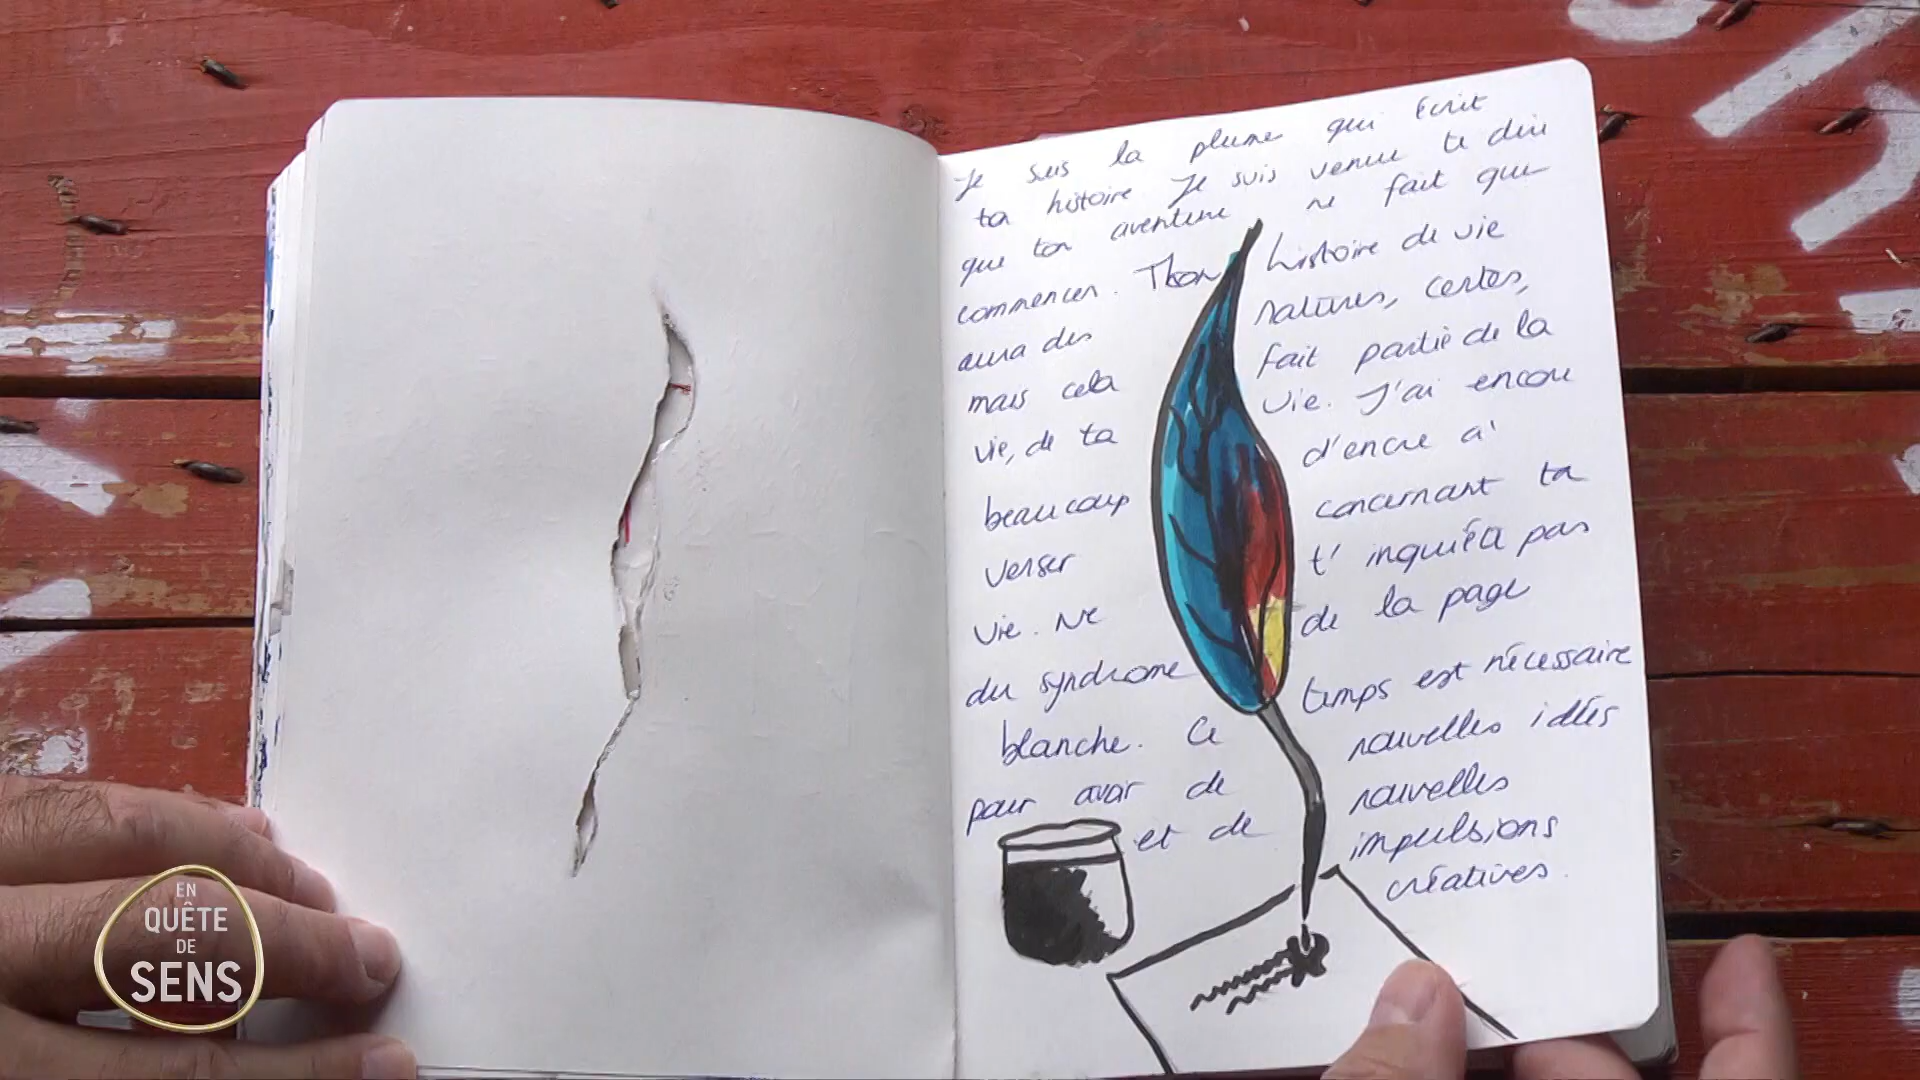 Je suis la plume qui écrit
ta histoire Je suis venue te dire
que ton aventure ne fait que
commencer. Thon histoire de vie
aura des ratures, certes,
mais cela fait partie de la
vie, de ta vie. J'ai encore
beaucoup d'encre à
verser concernant ta
vie. Ne t'inquiète pas
du syndrome de la page
blanche. Ce temps est nécessaire
pour avoir de nouvelles idées
et de nouvelles
impulsions
créatives.
EN
QUÊTE
DE
SENS